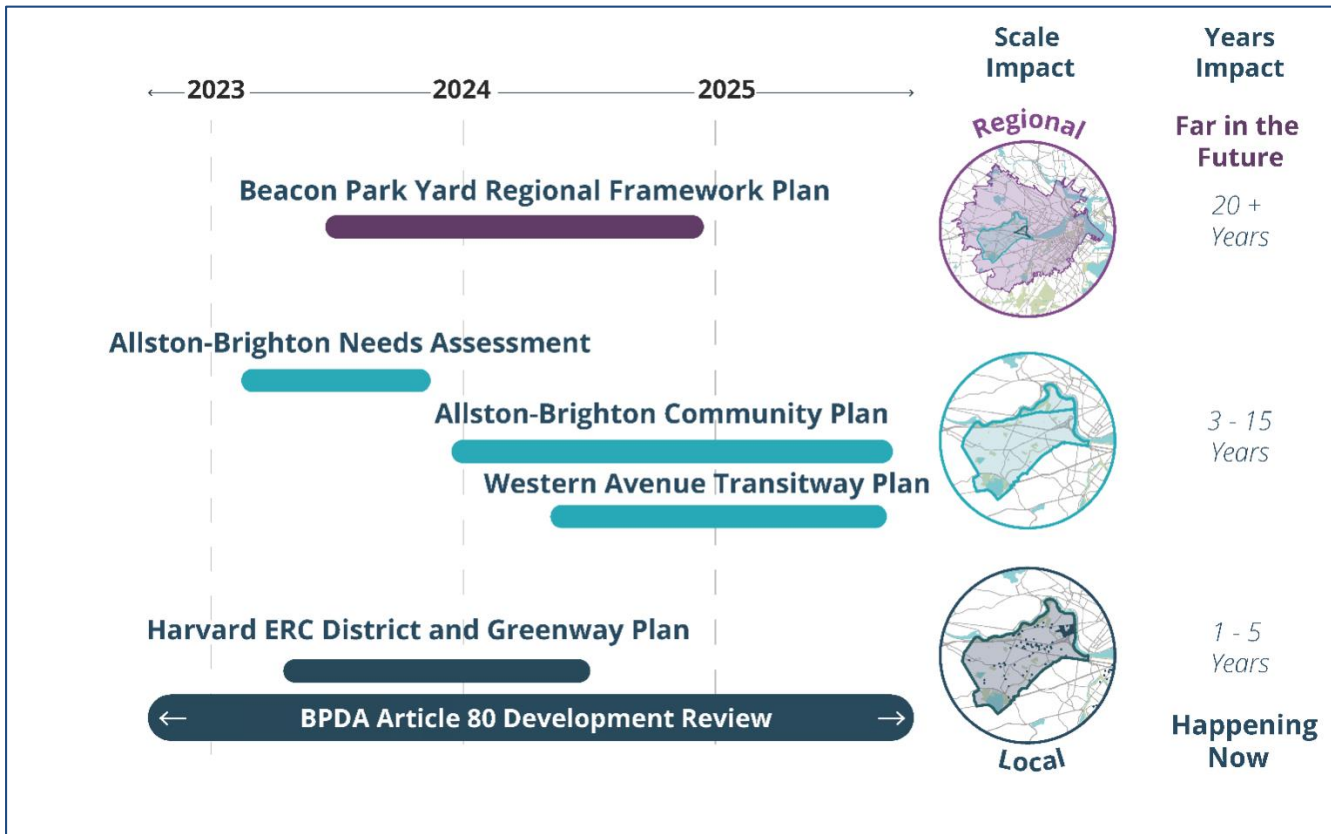 Scale
Impact
Years
Impact
2023
2024
2025
Regional
Far in the
Future
Beacon Park Yard Regional Framework Plan
20 +
Years
Allston-Brighton Needs Assessment
Allston-Brighton Community Plan
3 - 15
Years
Western Avenue Transitway Plan
Harvard ERC District and Greenway Plan
1 - 5
Years
← BPDA Article 80 Development Review →
Happening
Now
Local